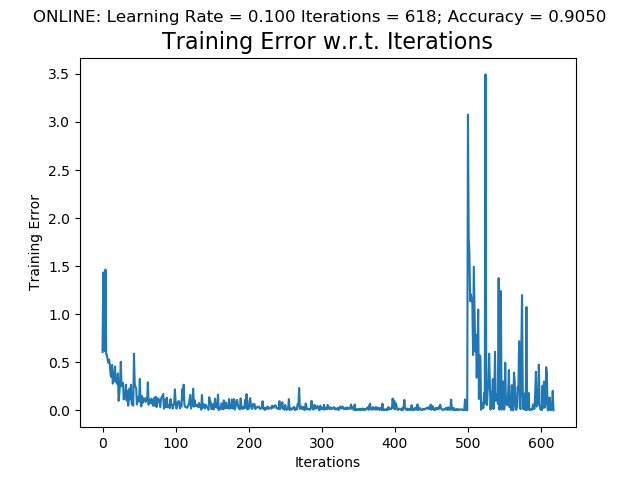 ONLINE: Learning Rate = 0.100 Iterations = 618; Accuracy = 0.9050
Training Error w.r.t. Iterations
3.5
3.0
2.5
2.0
1.5
1.0
0.5
0.0
Training Error
0 100 200 300 400 500 600
Iterations